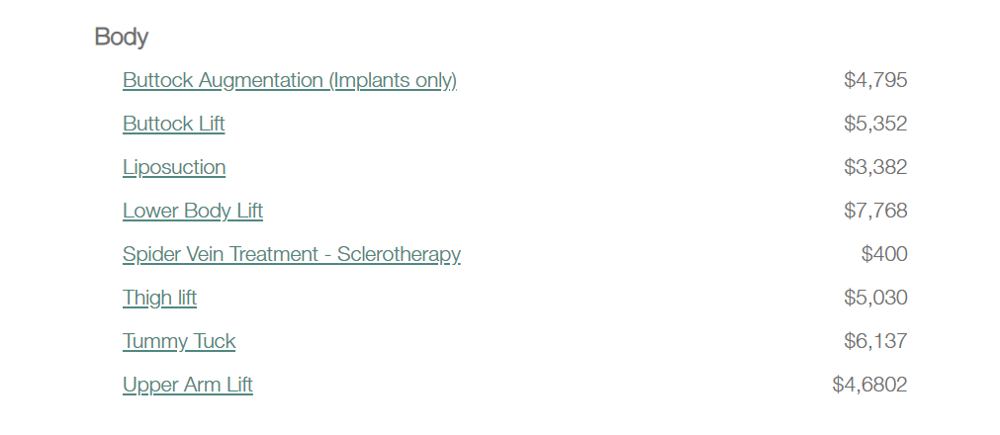 Body
Buttock Augmentation (Implants only) $4,795
Buttock Lift $5,352
Liposuction $3,382
Lower Body Lift $7,768
Spider Vein Treatment - Sclerotherapy $400
Thigh lift $5,030
Tummy Tuck $6,137
Upper Arm Lift $4,6802